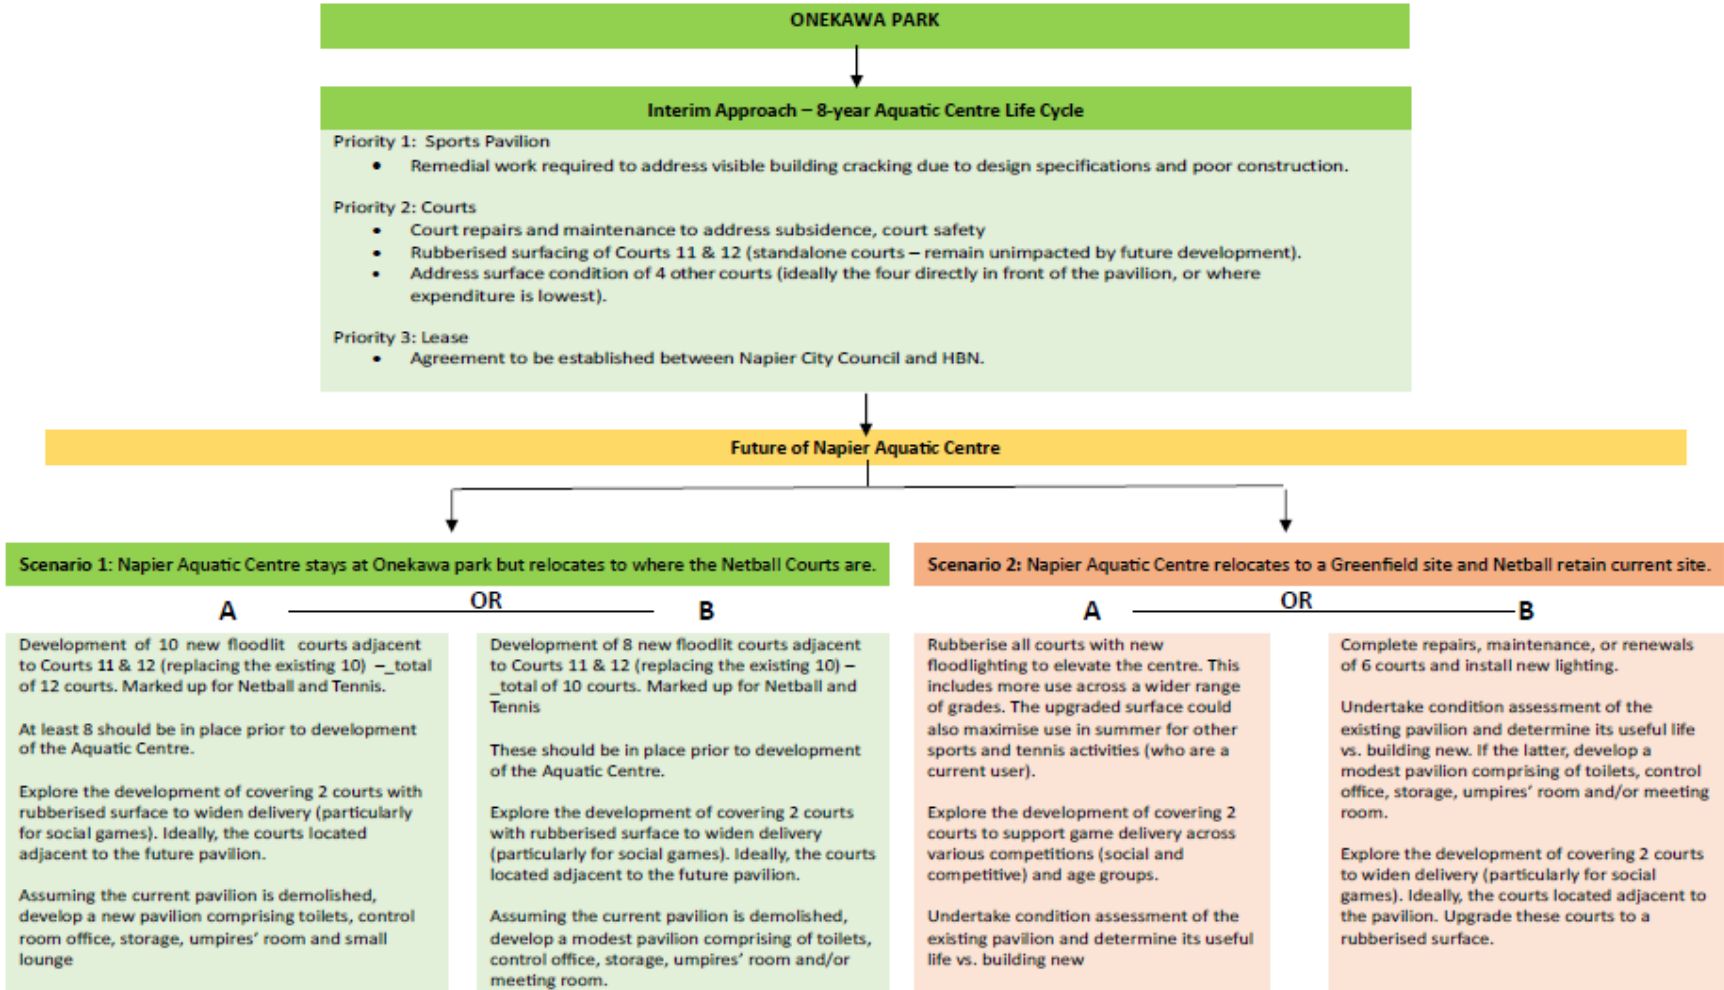 ONEKAWA PARK
Interim Approach – 8-year Aquatic Centre Life Cycle
Priority 1: Sports Pavilion
• Remedial work required to address visible building cracking due to design specifications and poor construction.
Priority 2: Courts
• Court repairs and maintenance to address subsidence, court safety
• Rubberised surfacing of Courts 11 & 12 (standalone courts – remain unimpacted by future development).
• Address surface condition of 4 other courts (ideally the four directly in front of the pavilion, or where
expenditure is lowest).
Priority 3: Lease
• Agreement to be established between Napier City Council and HBN.
Future of Napier Aquatic Centre
Scenario 1: Napier Aquatic Centre stays at Onekawa park but relocates to where the Netball Courts are.
A OR B
Development of 10 new floodlit courts adjacent
to Courts 11 & 12 (replacing the existing 10) –_total
of 12 courts. Marked up for Netball and Tennis.
At least 8 should be in place prior to development
of the Aquatic Centre.
Explore the development of covering 2 courts with
rubberised surface to widen delivery (particularly
for social games). Ideally, the courts located
adjacent to the future pavilion.
Assuming the current pavilion is demolished,
develop a new pavilion comprising toilets, control
room office, storage, umpires’ room and small
lounge
Development of 8 new floodlit courts adjacent
to Courts 11 & 12 (replacing the existing 10) –
_total of 10 courts. Marked up for Netball and
Tennis
These should be in place prior to development
of the Aquatic Centre.
Explore the development of covering 2 courts
with rubberised surface to widen delivery
(particularly for social games). Ideally, the courts
located adjacent to the future pavilion.
Assuming the current pavilion is demolished,
develop a modest pavilion comprising of toilets,
control office, storage, umpires’ room and/or
meeting room.
Scenario 2: Napier Aquatic Centre relocates to a Greenfield site and Netball retain current site.
A OR B
Rubberise all courts with new
floodlighting to elevate the centre. This
includes more use across a wider range
of grades. The upgraded surface could
also maximise use in summer for other
sports and tennis activities (who are a
current user).
Explore the development of covering 2
courts to support game delivery across
various competitions (social and
competitive) and age groups.
Undertake condition assessment of the
existing pavilion and determine its useful
life vs. building new
Complete repairs, maintenance, or renewals
of 6 courts and install new lighting.
Undertake condition assessment of the
existing pavilion and determine its useful life
vs. building new. If the latter, develop a
modest pavilion comprising of toilets, control
office, storage, umpires’ room and/or meeting
room.
Explore the development of covering 2 courts
to widen delivery (particularly for social
games). Ideally, the courts located adjacent to
the pavilion. Upgrade these courts to a
rubberised surface.